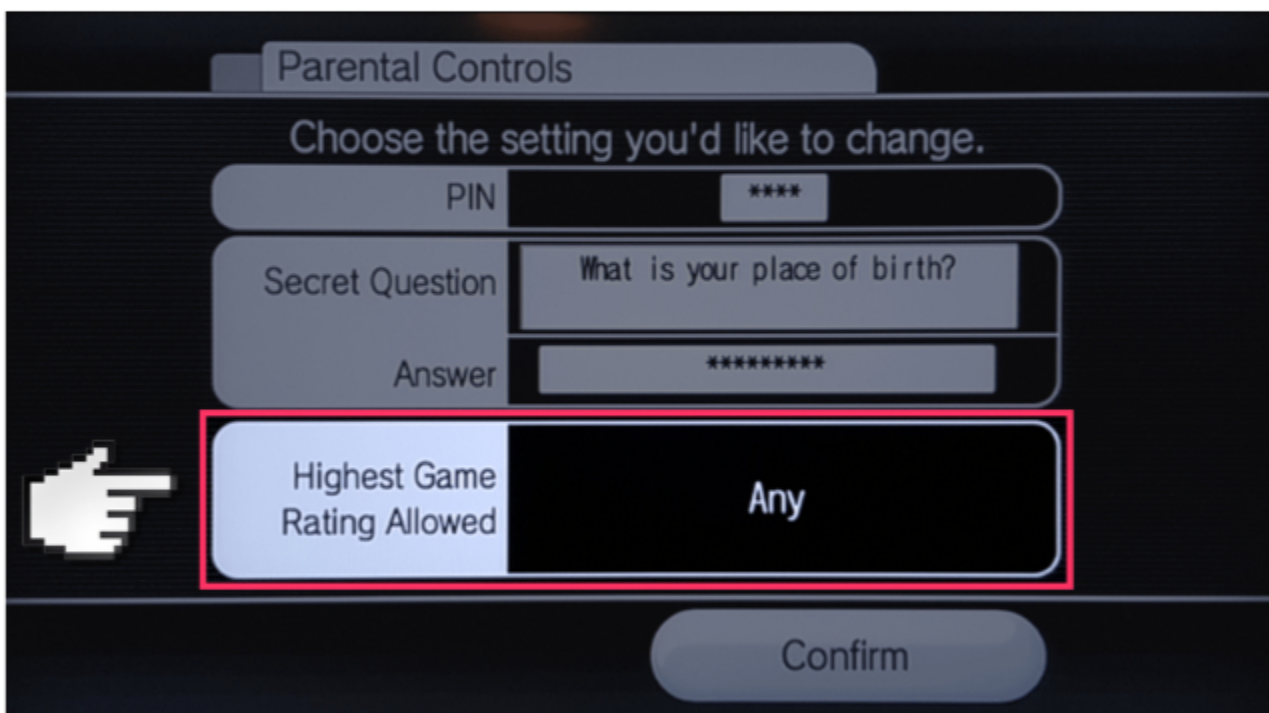 Parental Controls
Choose the setting you'd like to change.
PIN
****
Secret Question
What is your place of birth?
Answer
*********
Highest Game
Rating Allowed
Any
Confirm